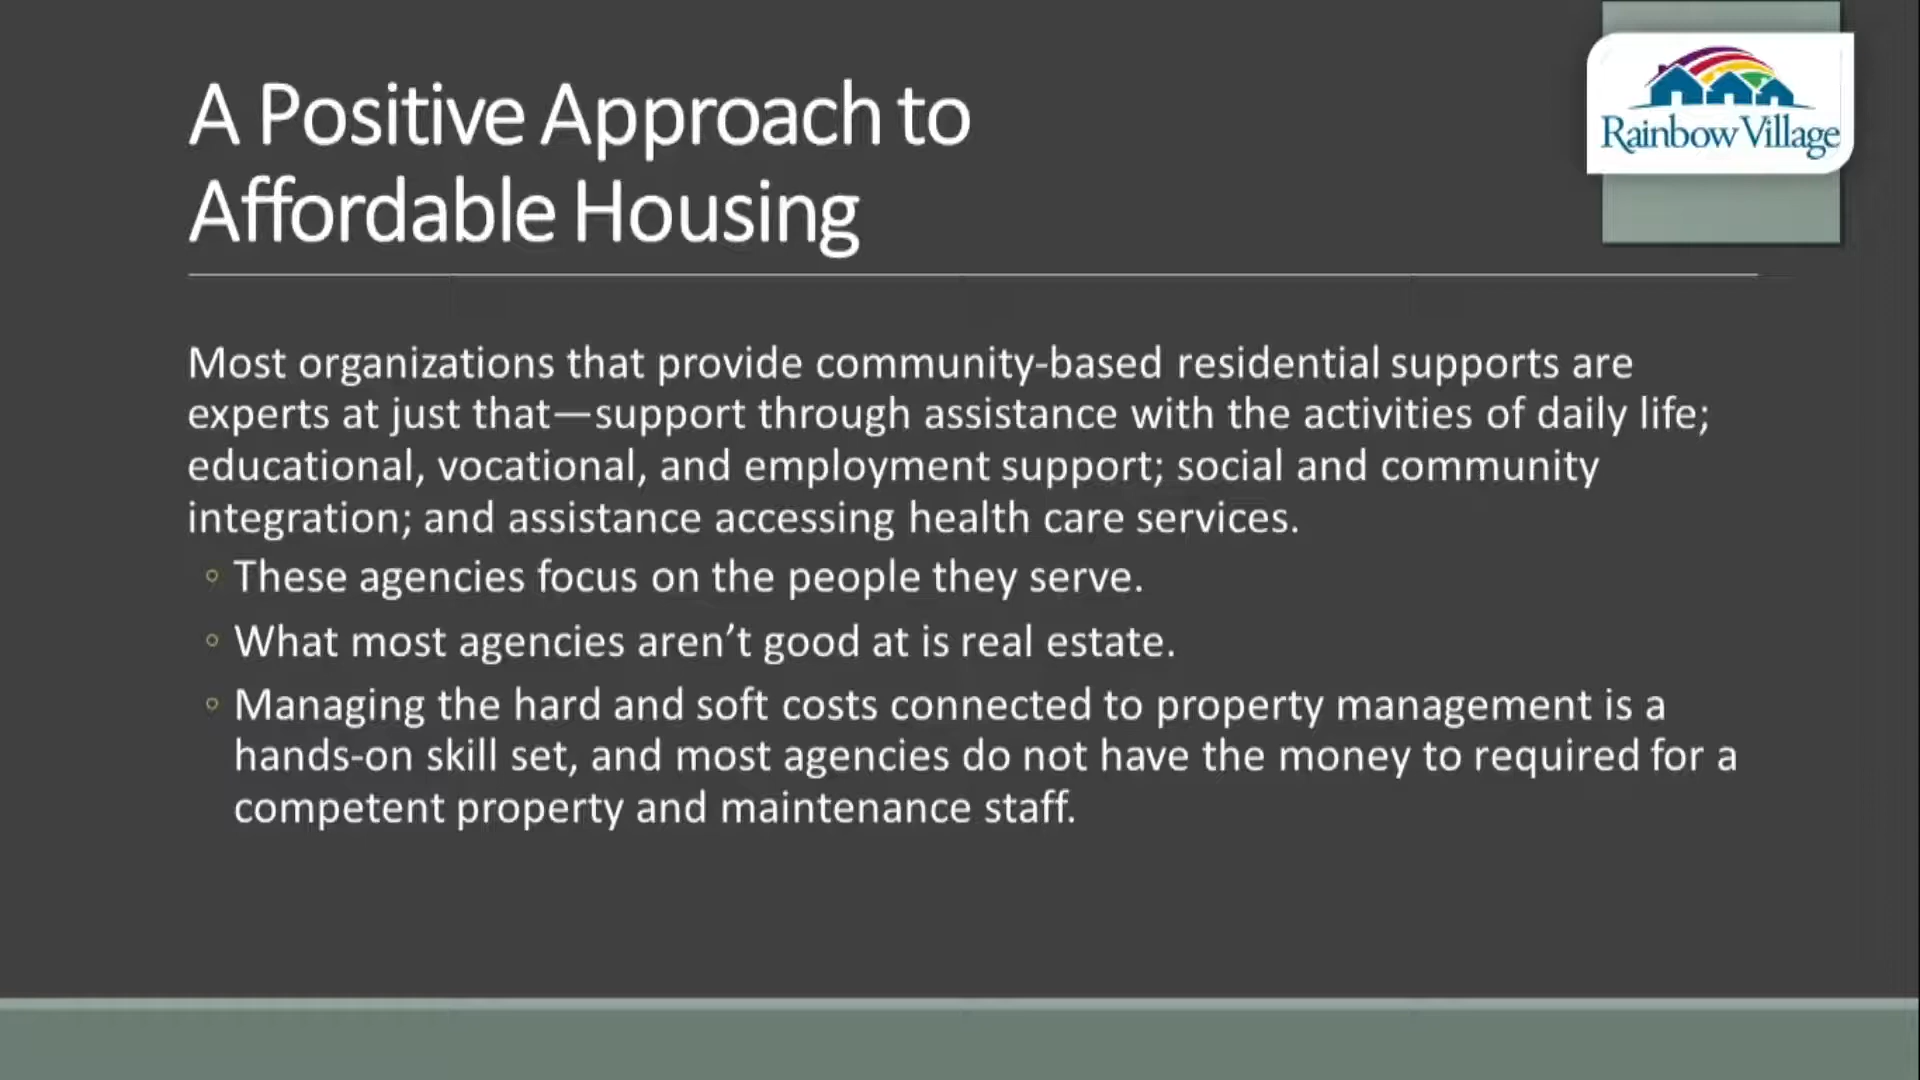 A Positive Approach to
Affordable Housing
Rainbow Village
Most organizations that provide community-based residential supports are
experts at just that—support through assistance with the activities of daily life;
educational, vocational, and employment support; social and community
integration; and assistance accessing health care services.
◦ These agencies focus on the people they serve.
◦ What most agencies aren’t good at is real estate.
◦ Managing the hard and soft costs connected to property management is a
hands-on skill set, and most agencies do not have the money to required for a
competent property and maintenance staff.